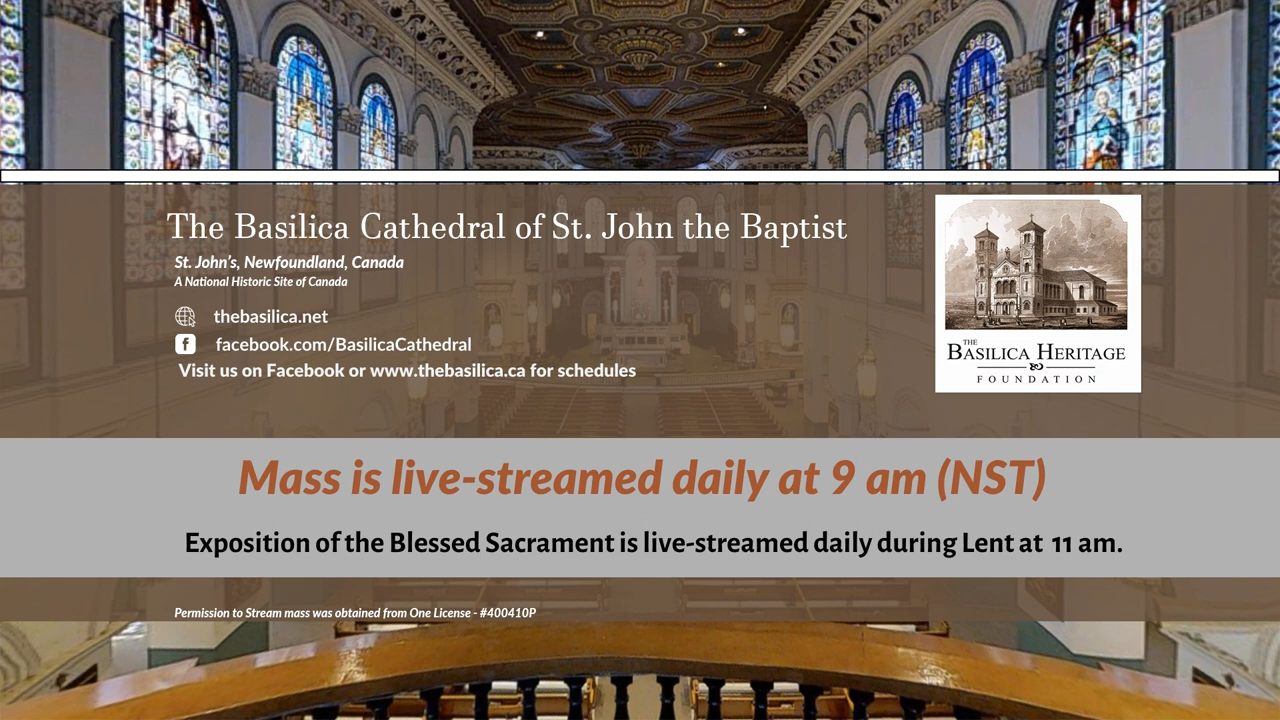 The Basilica Cathedral of St. John the Baptist
St. John's, Newfoundland, Canada
A National Historic Site of Canada
thebasilica.net
facebook.com/BasilicaCathedral
Visit us on Facebook or www.thebasilica.ca for schedules
THE
BASILICA HERITAGE
&
FOUNDATION
Mass is live-streamed daily at 9 am (NST)
Exposition of the Blessed Sacrament is live-streamed daily during Lent at 11 am.
Permission to Stream mass was obtained from One License - #400410P